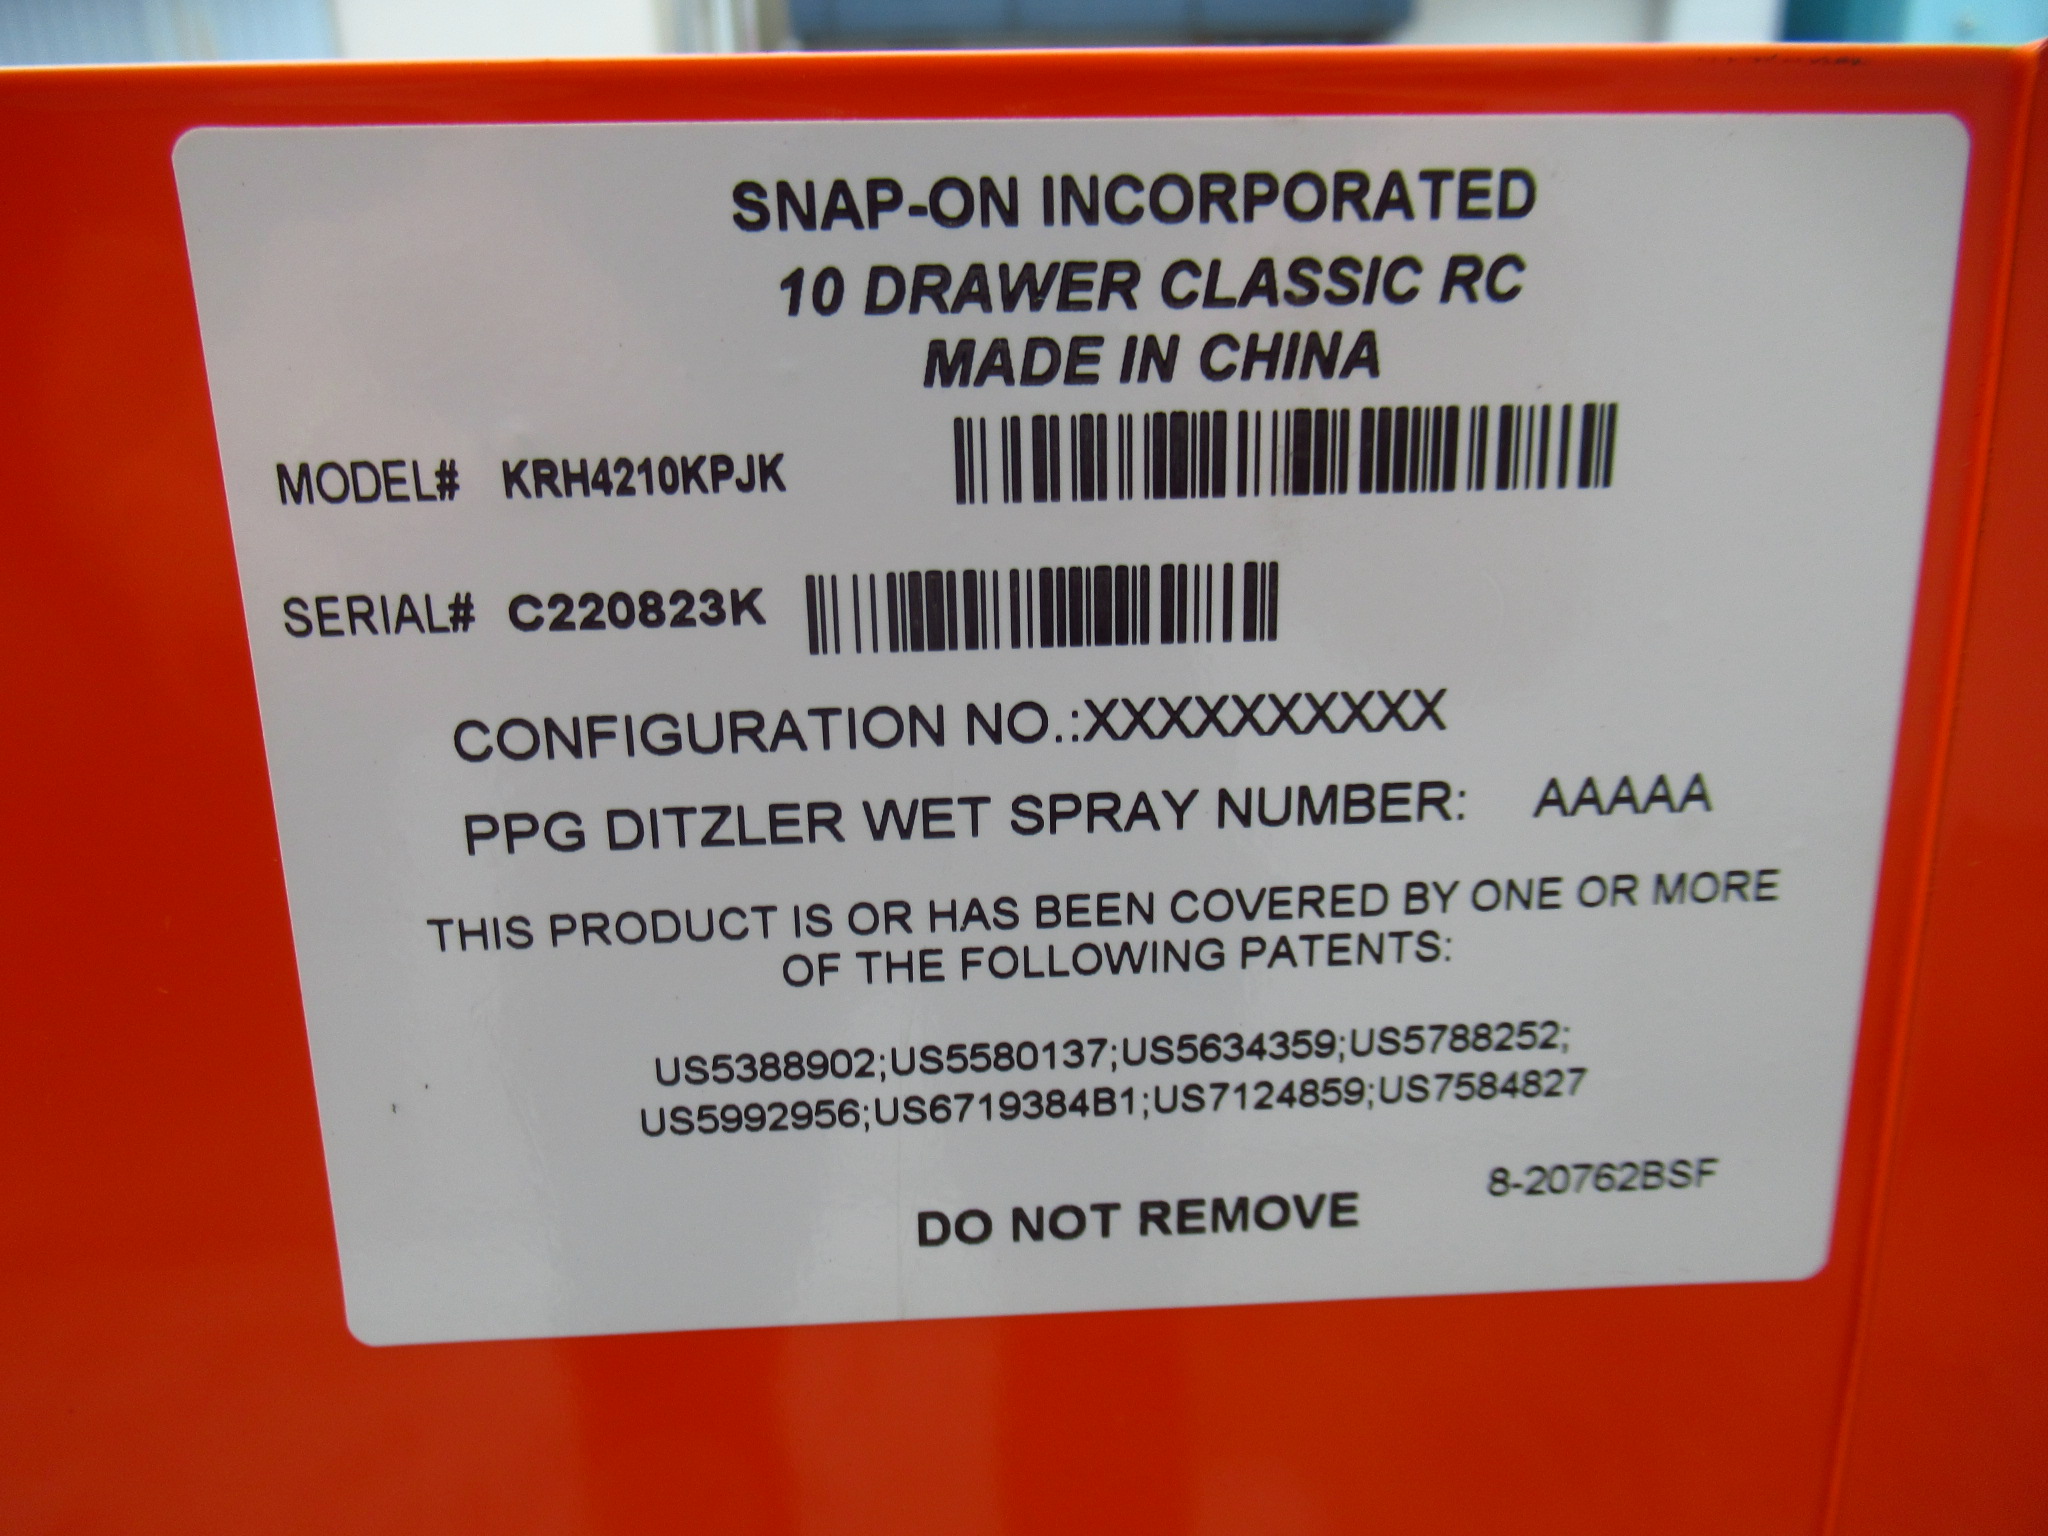 SNAP-ON INCORPORATED
10 DRAWER CLASSIC RC
MADE IN CHINA
MODEL# KRH4210KPJK
SERIAL# C220823K
CONFIGURATION NO.:XXXXXXXXXX
PPG DITZLER WET SPRAY NUMBER: AAAAA
THIS PRODUCT IS OR HAS BEEN COVERED BY ONE OR MORE
OF THE FOLLOWING PATENTS:
US5388902;US5580137;US5634359;US5788252;
US5992956;US6719384B1;US7124859;US7584827
8-20762BSF
DO NOT REMOVE